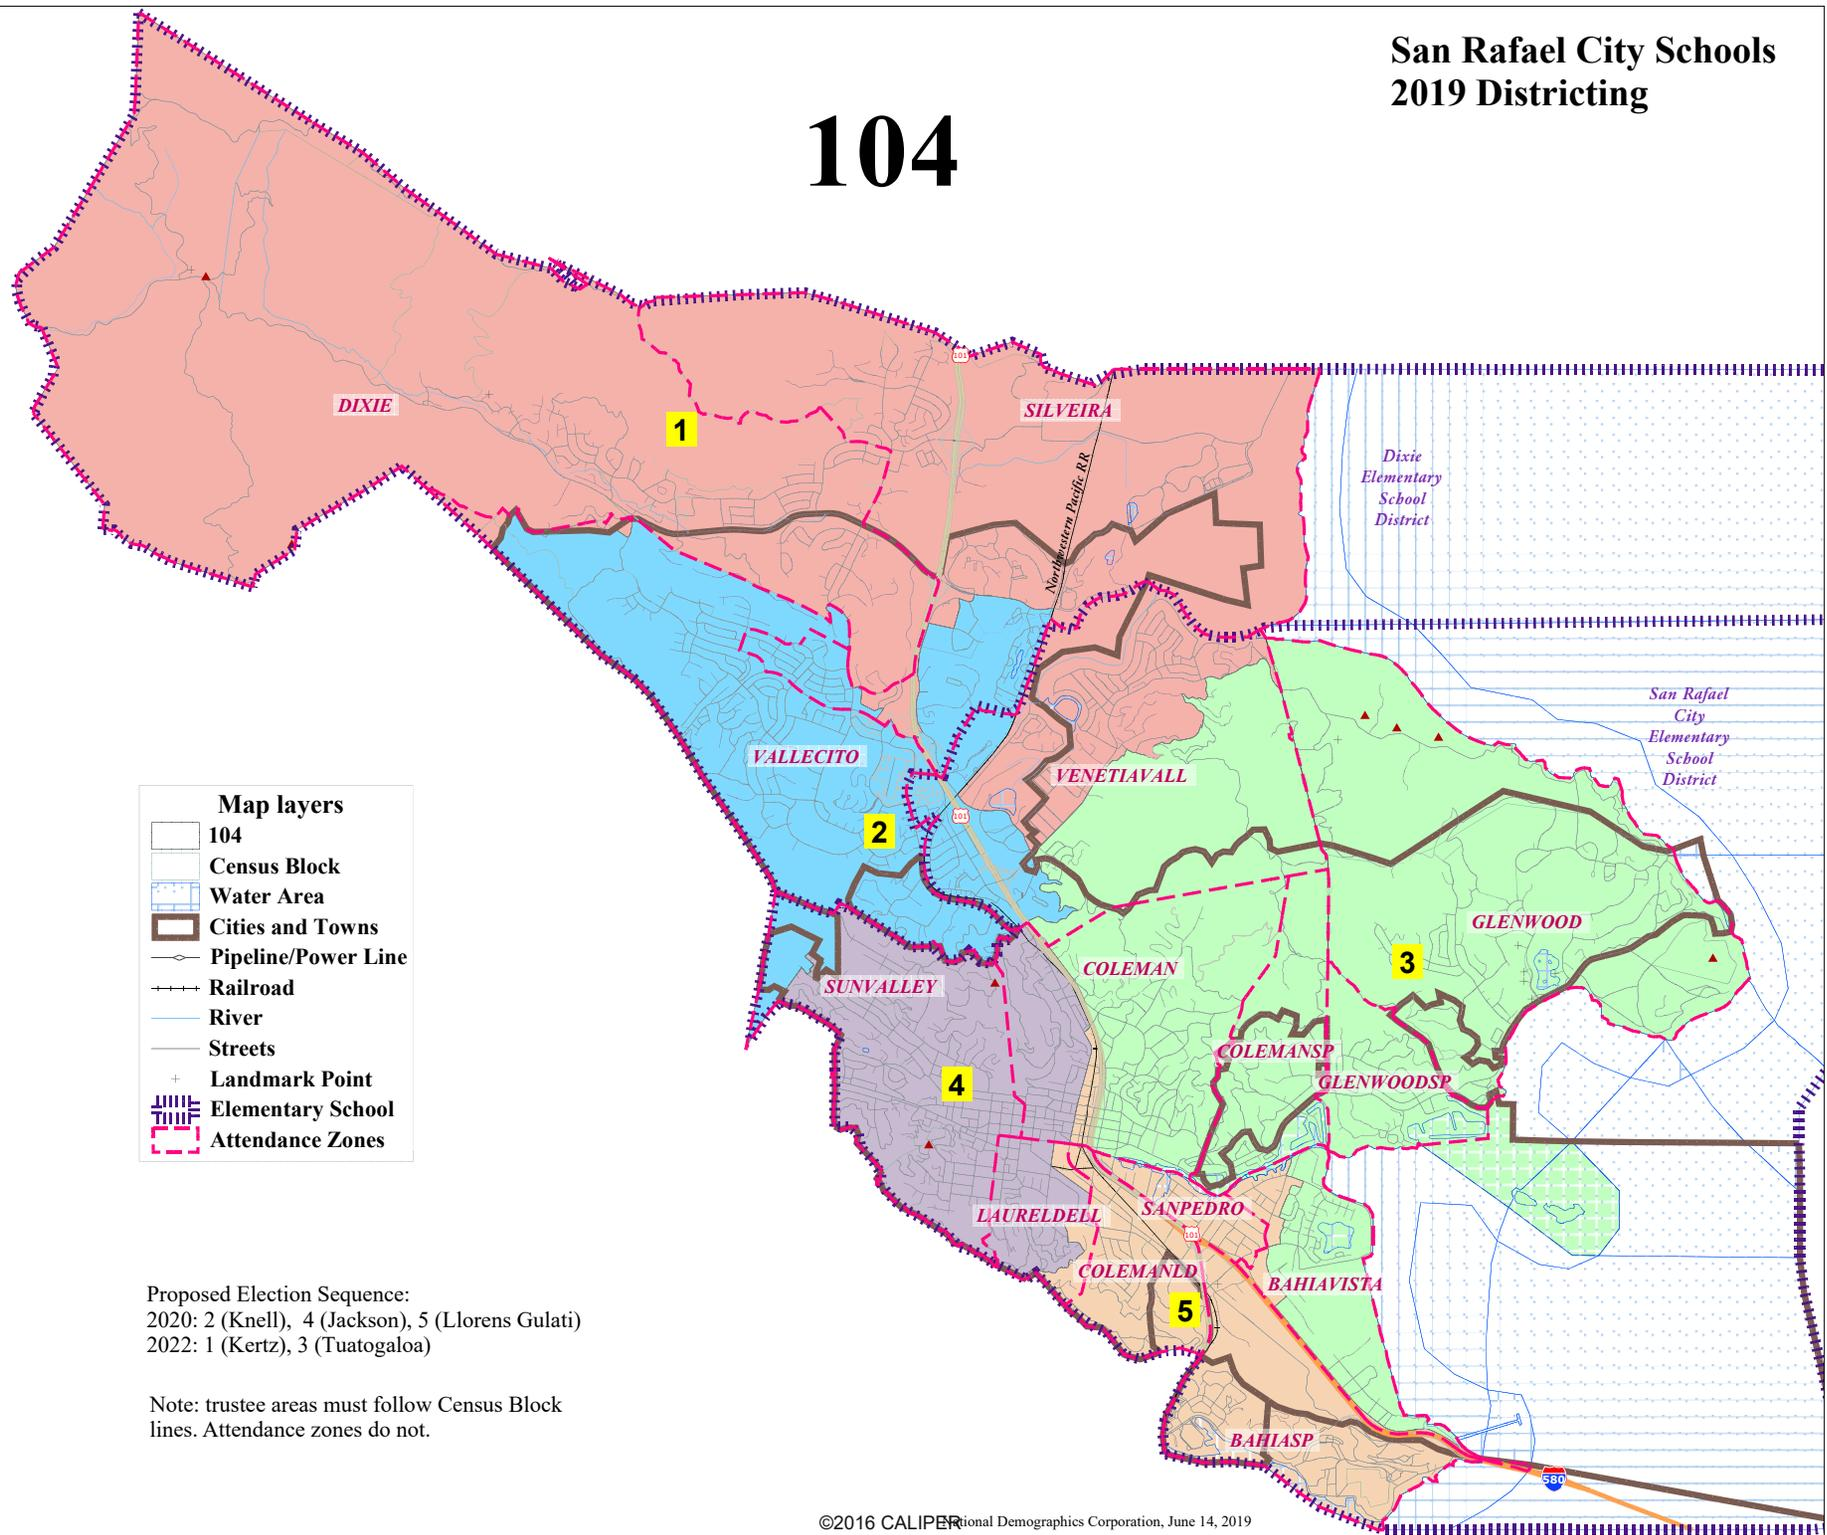 San Rafael City Schools
2019 Districting
104
101
DIXIE
SILVEIRA
1
Dixie
Elementary
School
District
Northwestern Pacific RR
San Rafael
City
Elementary
School
District
VALLECITO
VENETIAVALL
2
101
Map layers
104
Census Block
Water Area
Cities and Towns
Pipeline/Power Line
Railroad
River
Streets
Landmark Point
Elementary School
Attendance Zones
GLENWOOD
3
COLEMAN
SUNVALLEY
COLEMANSP
GLENWOODSP
4
LAURELDELL
SANPEDRO
101
COLEMANLD
BAHIAVISTA
5
Proposed Election Sequence:
2020: 2 (Knell),  4 (Jackson), 5 (Llorens Gulati)
2022: 1 (Kertz), 3 (Tuatogaloa)
Note: trustee areas must follow Census Block
lines. Attendance zones do not.
BAHIASP
580
©2016 CALIPER
National Demographics Corporation, June 14, 2019